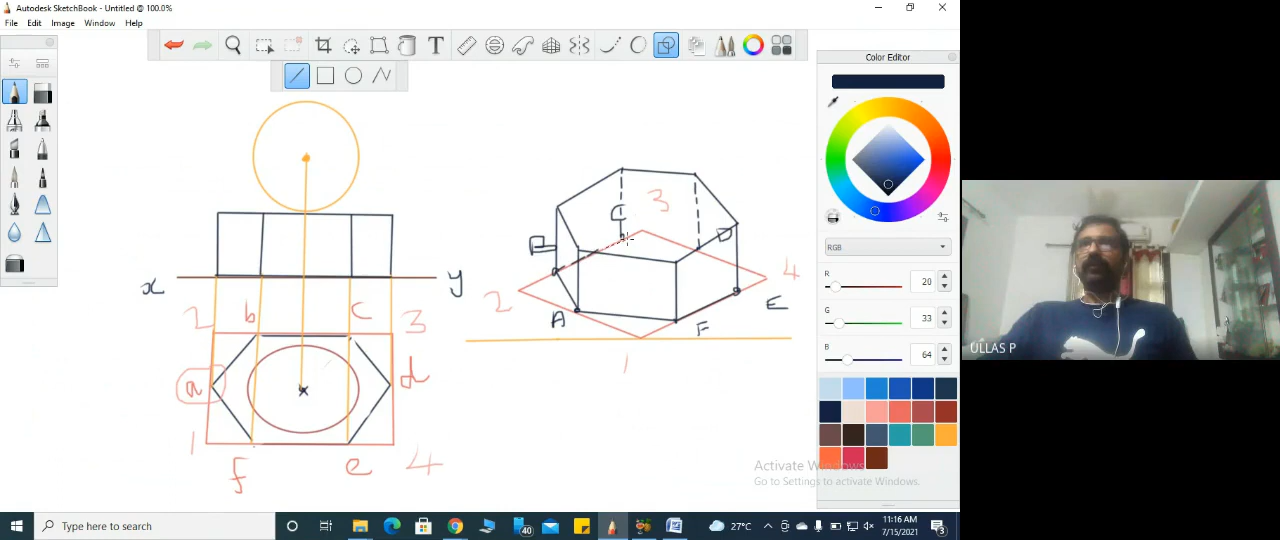 Autodesk SketchBook - Untitled @ 100.0%
File Edit Image Window Help
T
Color Editor
RGB
R 20
G 33
B 64
x y
2 b c 3
a d
1 f e 4
3
C
B D
2 4
A F E
1
ULLAS P
Activate Windows
Go to Settings to activate Windows.
Type here to search
40
27°C
11:16 AM
7/15/2021
3